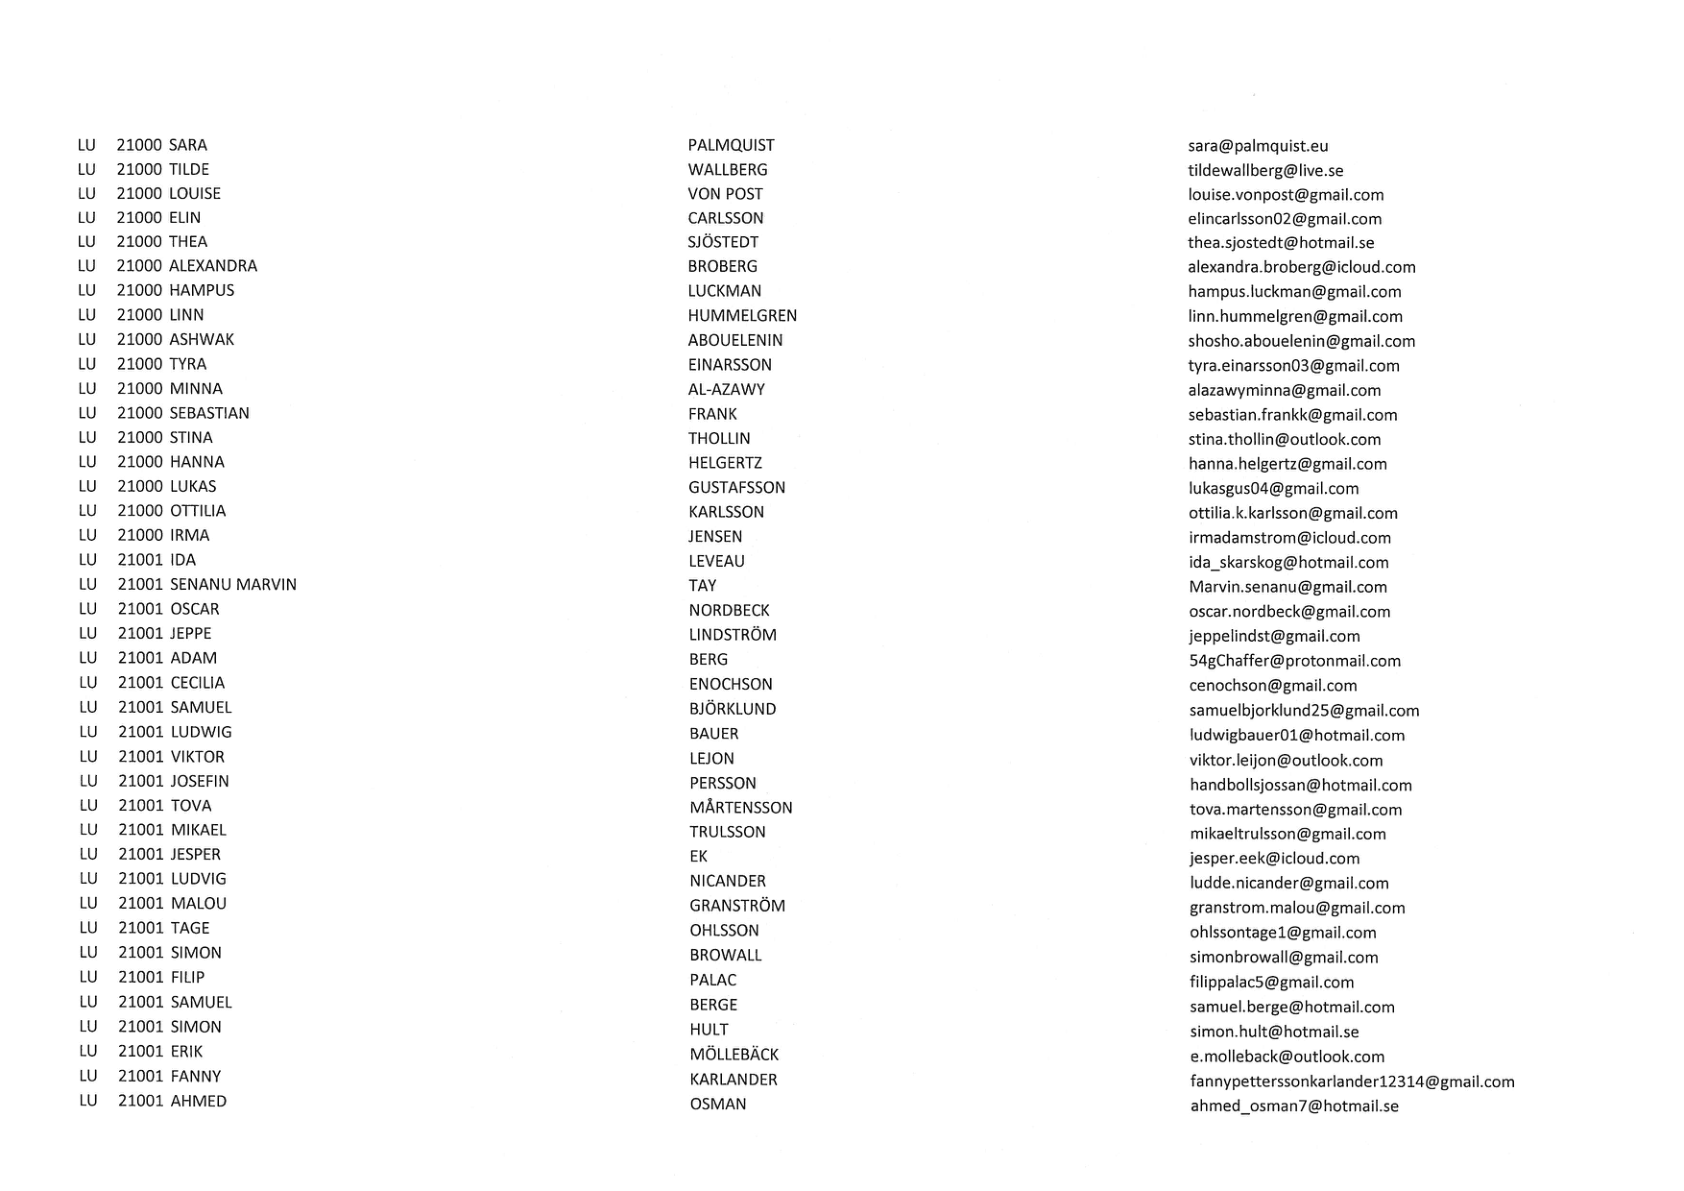 LU 21000 SARA PALMQUIST sara@palmquist.eu
LU 21000 TILDE WALLBERG tildewallberg@live.se
LU 21000 LOUISE VON POST louise.vonpost@gmail.com
LU 21000 ELIN CARLSSON elincarlsson02@gmail.com
LU 21000 THEA SJÖSTEDT thea.sjostedt@hotmail.se
LU 21000 ALEXANDRA BROBERG alexandra.broberg@icloud.com
LU 21000 HAMPUS LUCKMAN hampus.luckman@gmail.com
LU 21000 LINN HUMMELGREN linn.hummelgren@gmail.com
LU 21000 ASHWAK ABOUELENIN shosho.abouelenin@gmail.com
LU 21000 TYRA EINARSSON tyra.einarsson03@gmail.com
LU 21000 MINNA AL-AZAWY alazawyminna@gmail.com
LU 21000 SEBASTIAN FRANK sebastian.frankk@gmail.com
LU 21000 STINA THOLLIN stina.thollin@outlook.com
LU 21000 HANNA HELGERTZ hanna.helgertz@gmail.com
LU 21000 LUKAS GUSTAFSSON lukasgus04@gmail.com
LU 21000 OTTILIA KARLSSON ottilia.k.karlsson@gmail.com
LU 21000 IRMA JENSEN irmadamstrom@icloud.com
LU 21001 IDA LEVEAU ida_skarskog@hotmail.com
LU 21001 SENANU MARVIN TAY Marvin.senanu@gmail.com
LU 21001 OSCAR NORDBECK oscar.nordbeck@gmail.com
LU 21001 JEPPE LINDSTRÖM jeppelindst@gmail.com
LU 21001 ADAM BERG 54gChaffer@protonmail.com
LU 21001 CECILIA ENOCHSON cenochson@gmail.com
LU 21001 SAMUEL BJÖRKLUND samuelbjorklund25@gmail.com
LU 21001 LUDWIG BAUER ludwigbauer01@hotmail.com
LU 21001 VIKTOR LEJON viktor.leijon@outlook.com
LU 21001 JOSEFIN PERSSON handbollsjossan@hotmail.com
LU 21001 TOVA MÅRTENSSON tova.martensson@gmail.com
LU 21001 MIKAEL TRULSSON mikaeltrulsson@gmail.com
LU 21001 JESPER EK jesper.eek@icloud.com
LU 21001 LUDVIG NICANDER ludde.nicander@gmail.com
LU 21001 MALOU GRANSTRÖM granstrom.malou@gmail.com
LU 21001 TAGE OHLSSON ohlssontage1@gmail.com
LU 21001 SIMON BROWALL simonbrowall@gmail.com
LU 21001 FILIP PALAC filippalac5@gmail.com
LU 21001 SAMUEL BERGE samuel.berge@hotmail.com
LU 21001 SIMON HULT simon.hult@hotmail.se
LU 21001 ERIK MÖLLEBÄCK e.molleback@outlook.com
LU 21001 FANNY KARLANDER fannypetterssonkarlander12314@gmail.com
LU 21001 AHMED OSMAN ahmed_osman7@hotmail.se